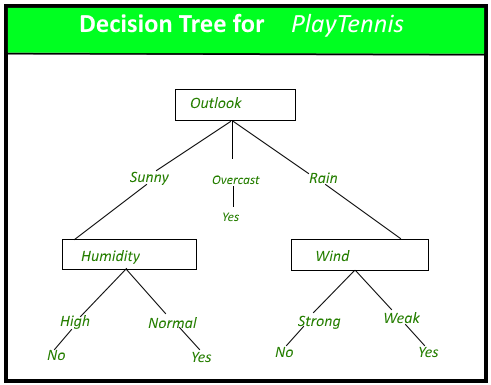 Decision Tree for PlayTennis
Outlook
Sunny
Overcast
Rain
Yes
Humidity
Wind
High
Normal
Strong
Weak
No
Yes
No
Yes